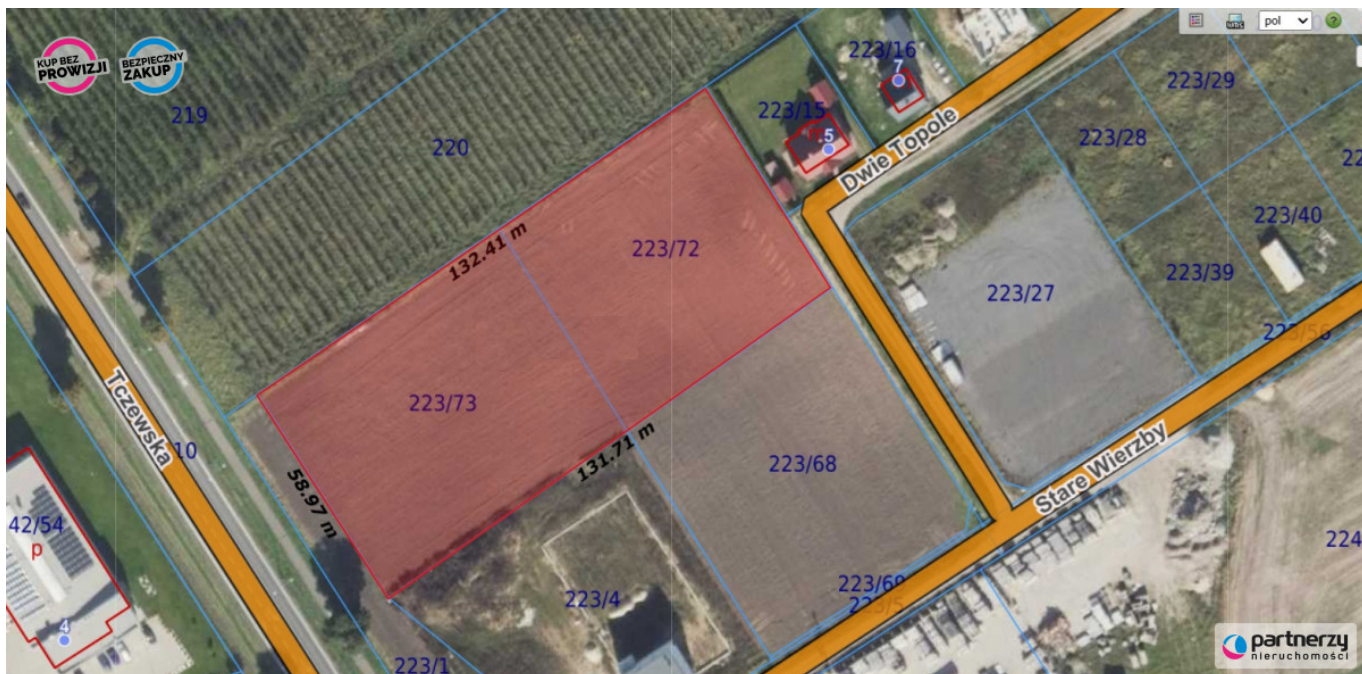 KUP BEZ
PROWIZJI
BEZPIECZNY
ZAKUP
pol
219
220
223/15
5
223/16
7
Dwie Topole
223/29
223/28
223/40
223/39
223/72
132.41 m
223/27
223/73
131.71 m
58.97 m
Tczewska
10
223/68
Stare Wierzby
42/54
p
4
223/4
223/69
223/1
224
partnerzy
nieruchomości